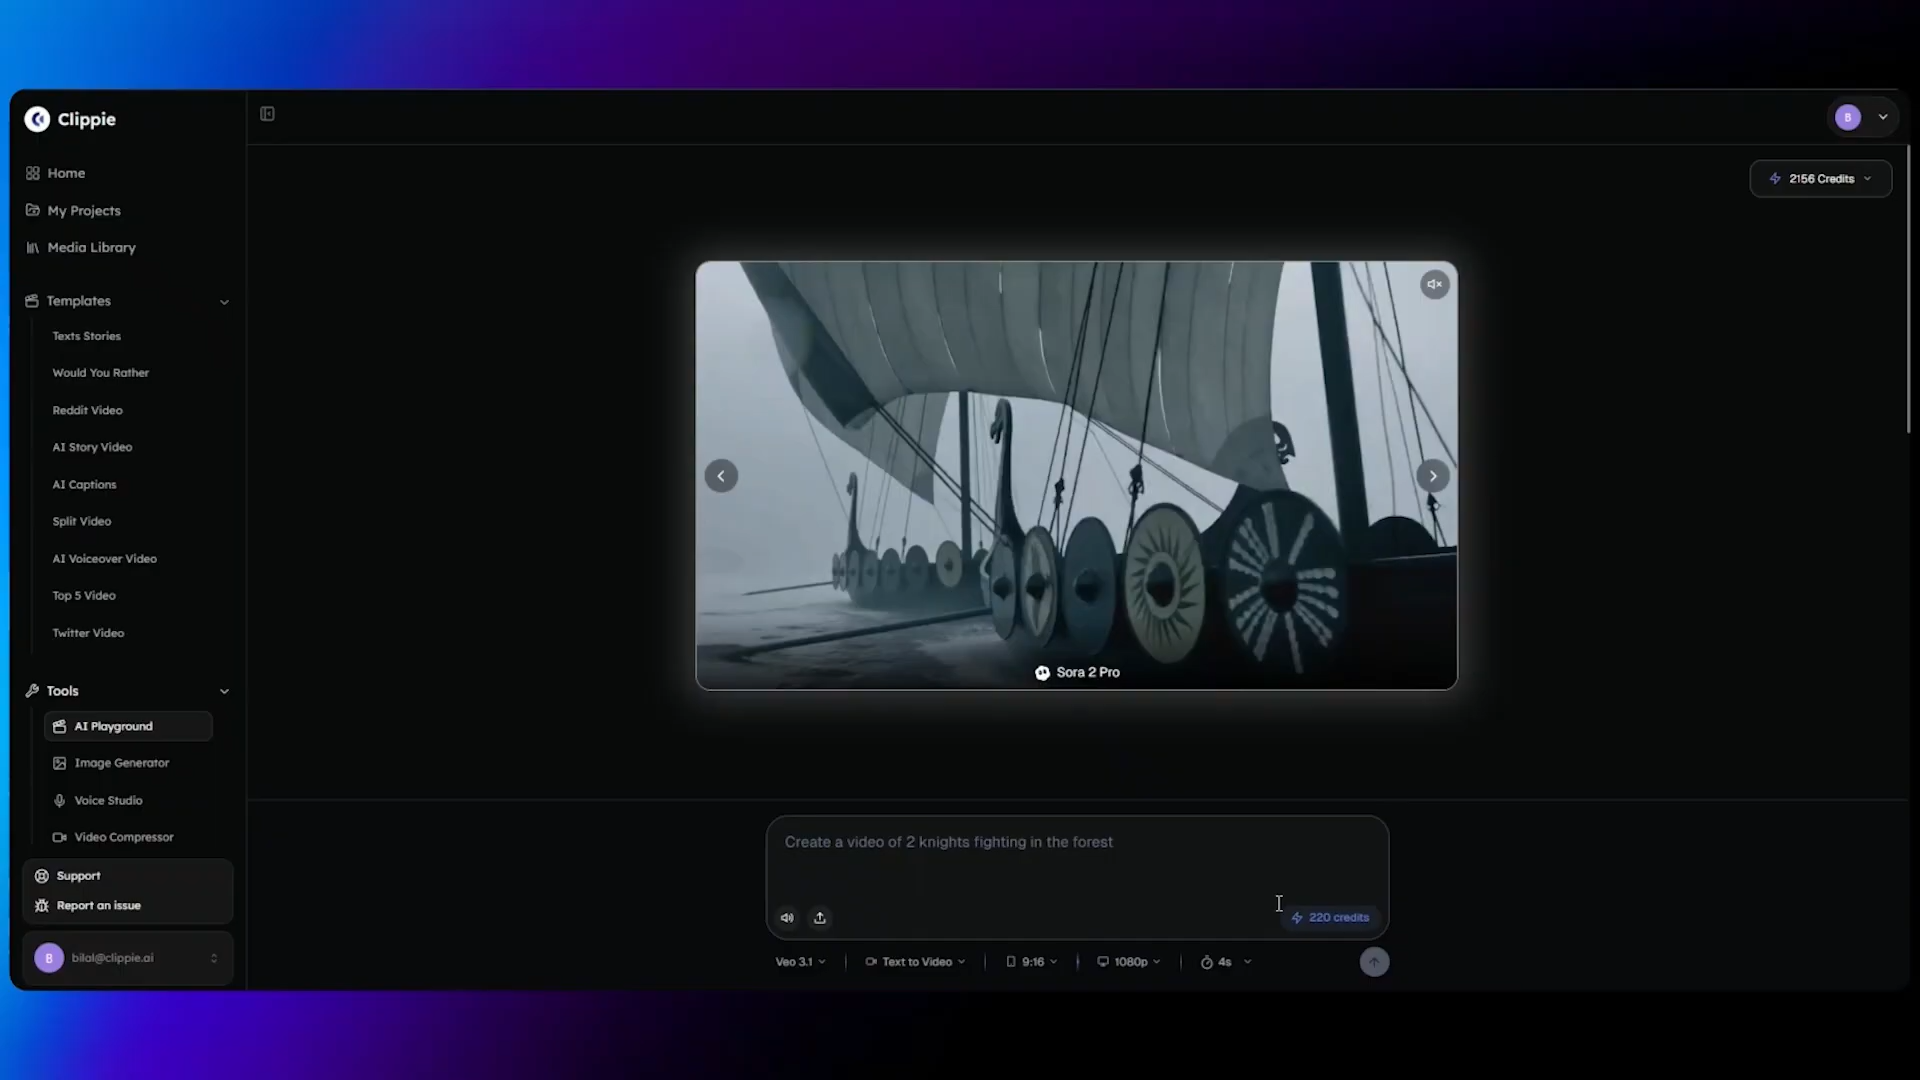 Clippie
B
2156 Credits
Home
My Projects
Media Library
Templates
Texts Stories
Would You Rather
Reddit Video
AI Story Video
AI Captions
Split Video
AI Voiceover Video
Top 5 Video
Twitter Video
Tools
AI Playground
Image Generator
Voice Studio
Video Compressor
Support
Report an issue
B bilal@clippie.ai
Sora 2 Pro
Create a video of 2 knights fighting in the forest
220 credits
Veo 3.1 Text to Video 9:16 1080p 4s